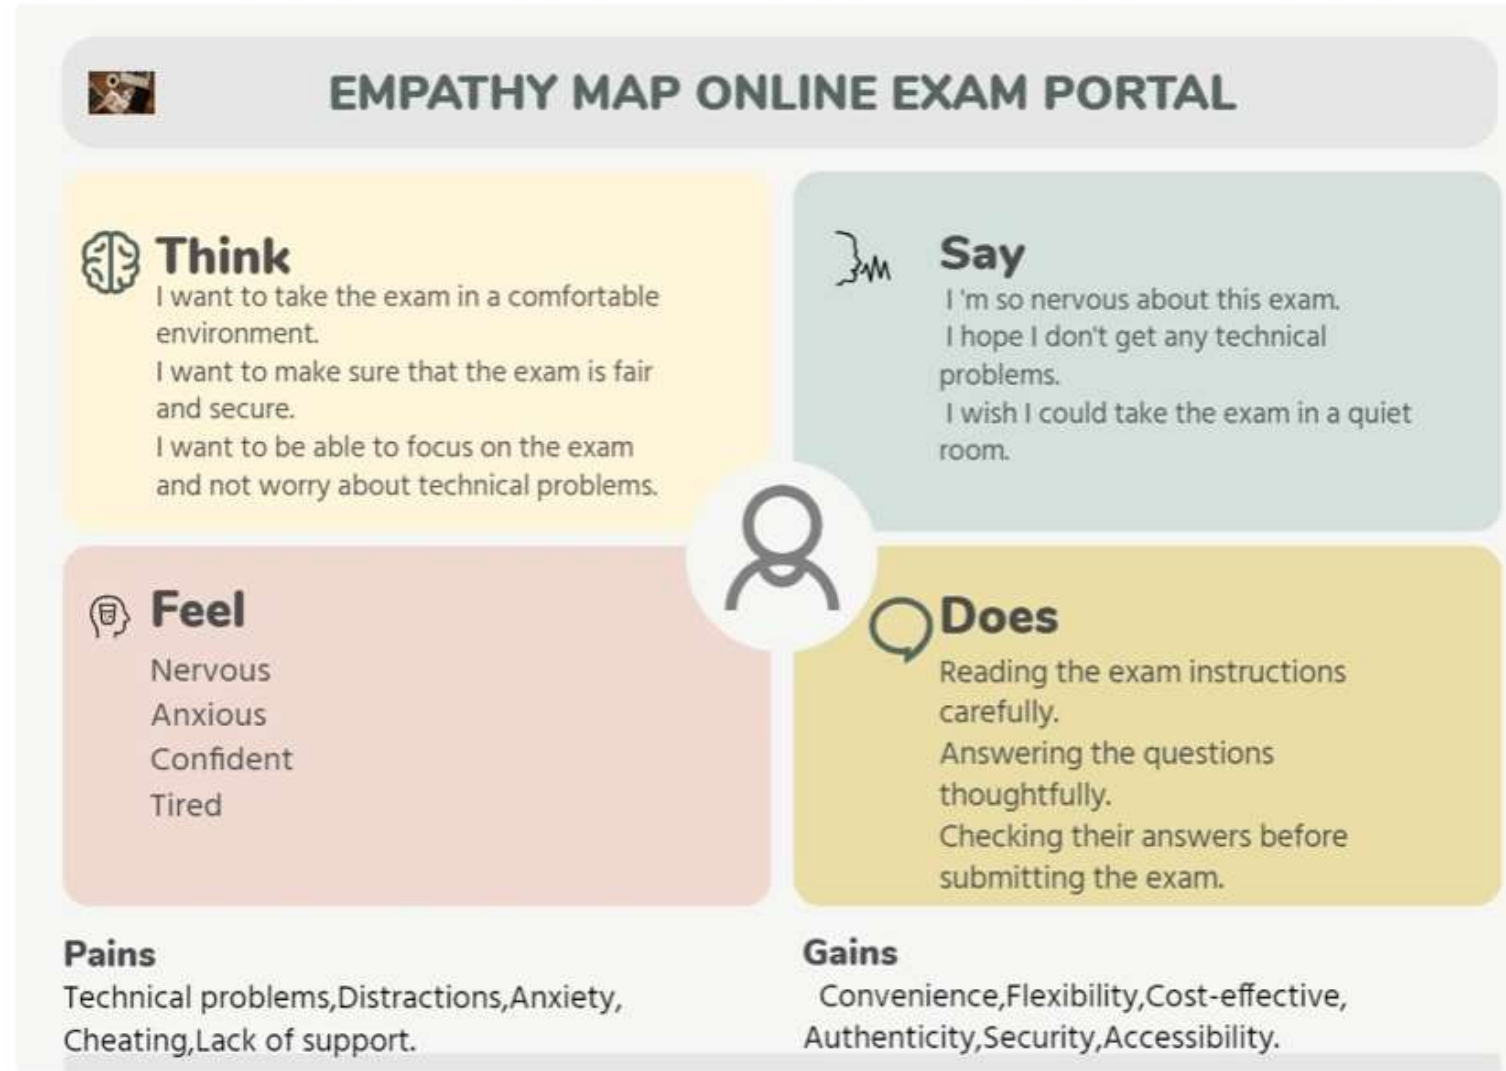 EMPATHY MAP ONLINE EXAM PORTAL
Think
I want to take the exam in a comfortable
environment.
I want to make sure that the exam is fair
and secure.
I want to be able to focus on the exam
and not worry about technical problems.
Say
I 'm so nervous about this exam.
I hope I don't get any technical
problems.
I wish I could take the exam in a quiet
room.
Feel
Nervous
Anxious
Confident
Tired
Does
Reading the exam instructions
carefully.
Answering the questions
thoughtfully.
Checking their answers before
submitting the exam.
Pains
Technical problems,Distractions,Anxiety,
Cheating,Lack of support.
Gains
Convenience,Flexibility,Cost-effective,
Authenticity,Security,Accessibility.